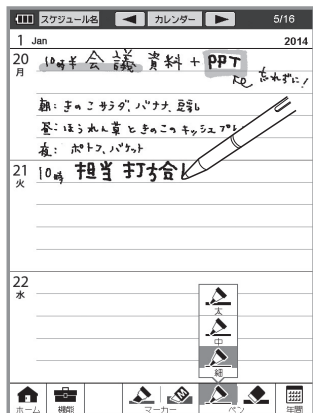 スケジュール名 カレンダー 5/16
1 Jan 2014
20 10時半 会議 資料 + PPT
月 忘れずに!
朝: きのこサラダ、バナナ、豆乳
昼: ほうれん草ときのこのキッシュプレ
夜: ポトフ、バケット
21 10時 担当 打ち合
火
22
水
太
中
細
ホーム 機能 マーカー ペン 年間